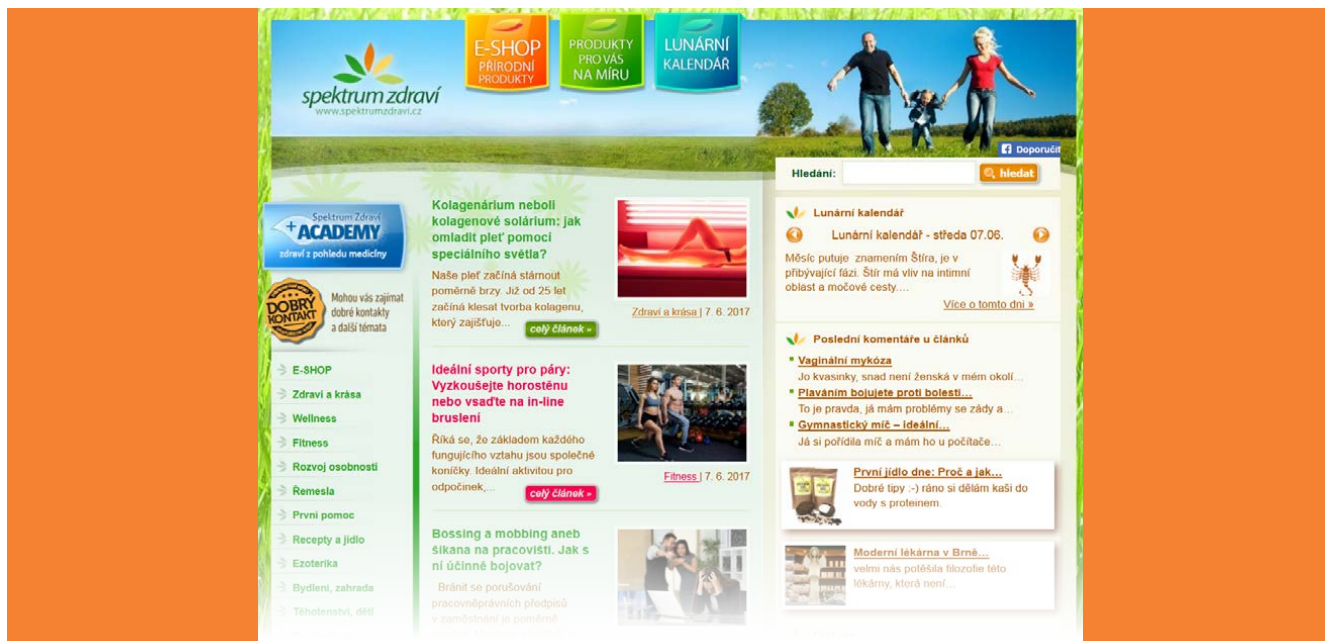 E-SHOP
PŘÍRODNÍ
PRODUKTY
PRODUKTY
PRO VÁS
NA MÍRU
LUNÁRNÍ
KALENDÁŘ
spektrum zdraví
www.spektrumzdravi.cz
Doporučit
Hledání:
hledat
Spektrum Zdraví
+ACADEMY
zdraví z pohledu medicíny
DOBRÝ
KONTAKT
Mohou vás zajímat
dobré kontakty
a další témata
E-SHOP
Zdraví a krása
Wellness
Fitness
Rozvoj osobnosti
Řemesla
První pomoc
Recepty a jídlo
Ezoterika
Bydlení, zahrada
Těhotenství, děti
Kolagenárium neboli
kolagenové solárium: jak
omladit pleť pomocí
speciálního světla?
Naše pleť začíná stárnout
poměrně brzy. Již od 25 let
začíná klesat tvorba kolagenu,
který zajišťuje...
celý článek »
Zdraví a krása | 7. 6. 2017
Ideální sporty pro páry:
Vyzkoušejte horostěnu
nebo vsaďte na in-line
bruslení
Říká se, že základem každého
fungujícího vztahu jsou společné
koníčky. Ideální aktivitou pro
odpočinek,...
celý článek »
Fitness | 7. 6. 2017
Bossing a mobbing aneb
šikana na pracovišti. Jak s
ní účinně bojovat?
Bránit se porušování
pracovněprávních předpisů
v zaměstnání je poměrně
Lunární kalendář
Lunární kalendář - středa 07.06.
Měsíc putuje znamením Štíra, je v
přibývající fázi. Štír má vliv na intimní
oblast a močové cesty....
Více o tomto dni »
Poslední komentáře u článků
Vaginální mykóza
Jo kvasinky, snad není ženská v mém okolí...
Plaváním bojujete proti bolesti...
To je pravda, já mám problémy se zády a...
Gymnastický míč – ideální...
Já si pořídila míč a mám ho u počítače...
První jídlo dne: Proč a jak...
Dobré tipy :-) ráno si dělám kaši do
vody s proteinem.
Moderní lékárna v Brně...
velmi nás potěšila filozofie této
lékárny, která není...